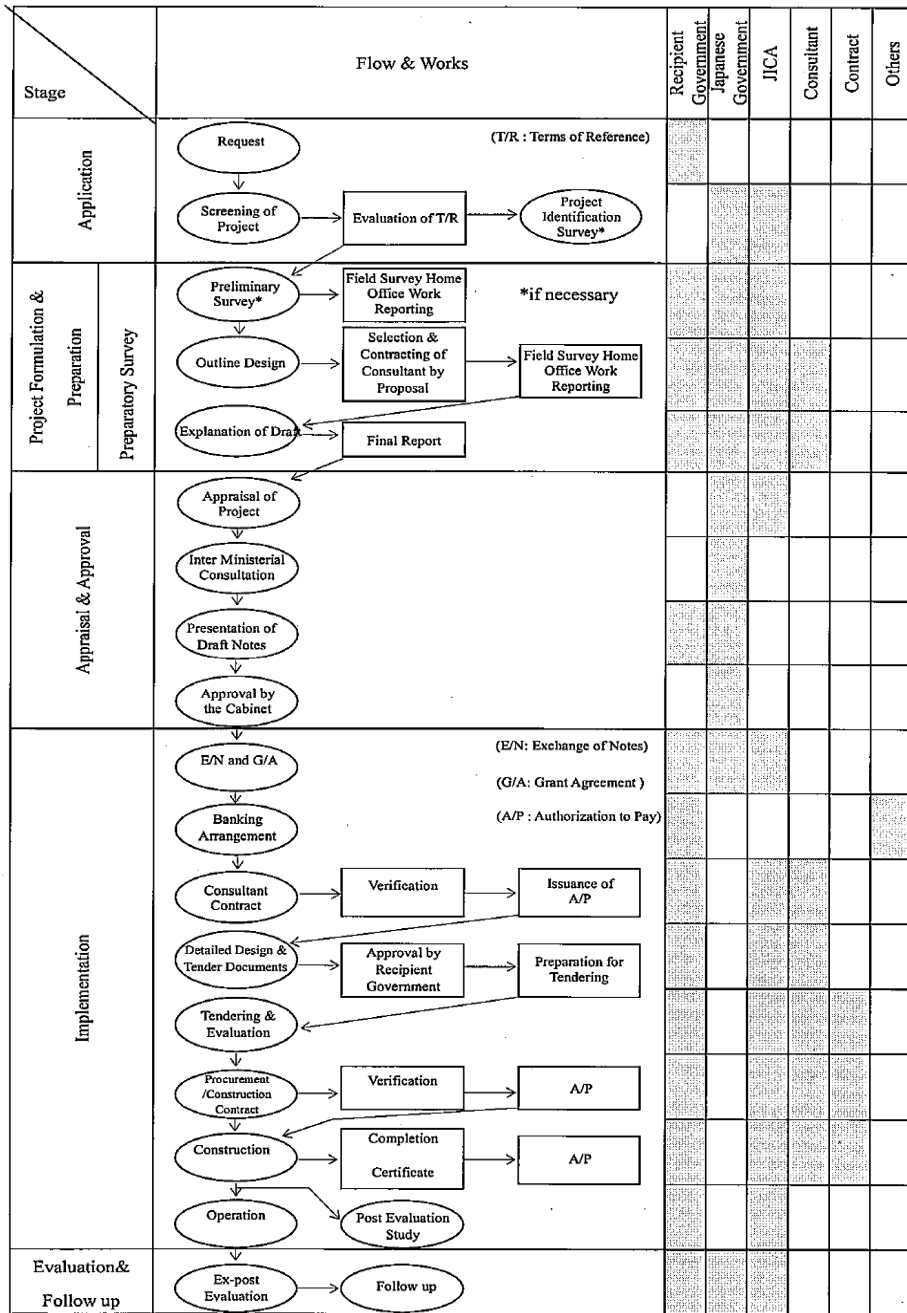 Stage
Flow & Works
Recipient
Government
Japanese
Government
JICA
Consultant
Contract
Others
Application
Request
(T/R : Terms of Reference)
Screening of
Project
Evaluation of T/R
Project
Identification
Survey*
Project Formulation &
Preparation
Preparatory Survey
Preliminary
Survey*
Field Survey Home
Office Work
Reporting
*if necessary
Outline Design
Selection &
Contracting of
Consultant by
Proposal
Field Survey Home
Office Work
Reporting
Explanation of Draft
Final Report
Appraisal & Approval
Appraisal of
Project
Inter Ministerial
Consultation
Presentation of
Draft Notes
Approval by
the Cabinet
Implementation
E/N and G/A
(E/N: Exchange of Notes)
(G/A: Grant Agreement )
(A/P : Authorization to Pay)
Banking
Arrangement
Consultant
Contract
Verification
Issuance of
A/P
Detailed Design &
Tender Documents
Approval by
Recipient
Government
Preparation for
Tendering
Tendering &
Evaluation
Procurement
/Construction
Contract
Verification
A/P
Construction
Completion
Certificate
A/P
Operation
Post Evaluation
Study
Evaluation&
Follow up
Ex-post
Evaluation
Follow up